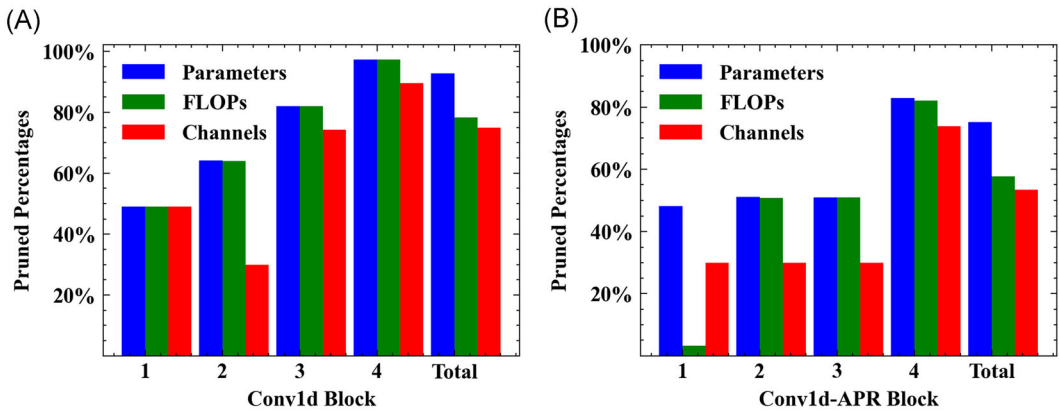 (A)
100%
80%
60%
40%
20%
Pruned Percentages
Parameters
FLOPs
Channels
1 2 3 4 Total
Conv1d Block
(B)
100%
80%
60%
40%
20%
Pruned Percentages
Parameters
FLOPs
Channels
1 2 3 4 Total
Conv1d-APR Block